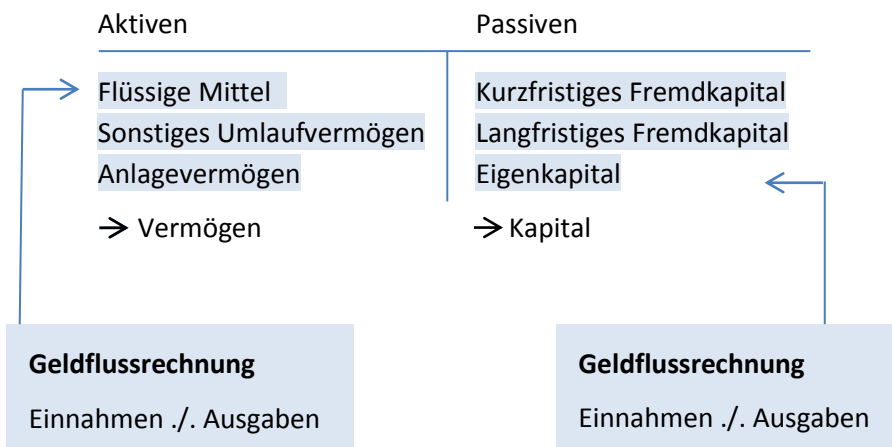 Aktiven Passiven
Flüssige Mittel Kurzfristiges Fremdkapital
Sonstiges Umlaufvermögen Langfristiges Fremdkapital
Anlagevermögen Eigenkapital
→ Vermögen → Kapital
Geldflussrechnung Geldflussrechnung
Einnahmen ./. Ausgaben Einnahmen ./. Ausgaben